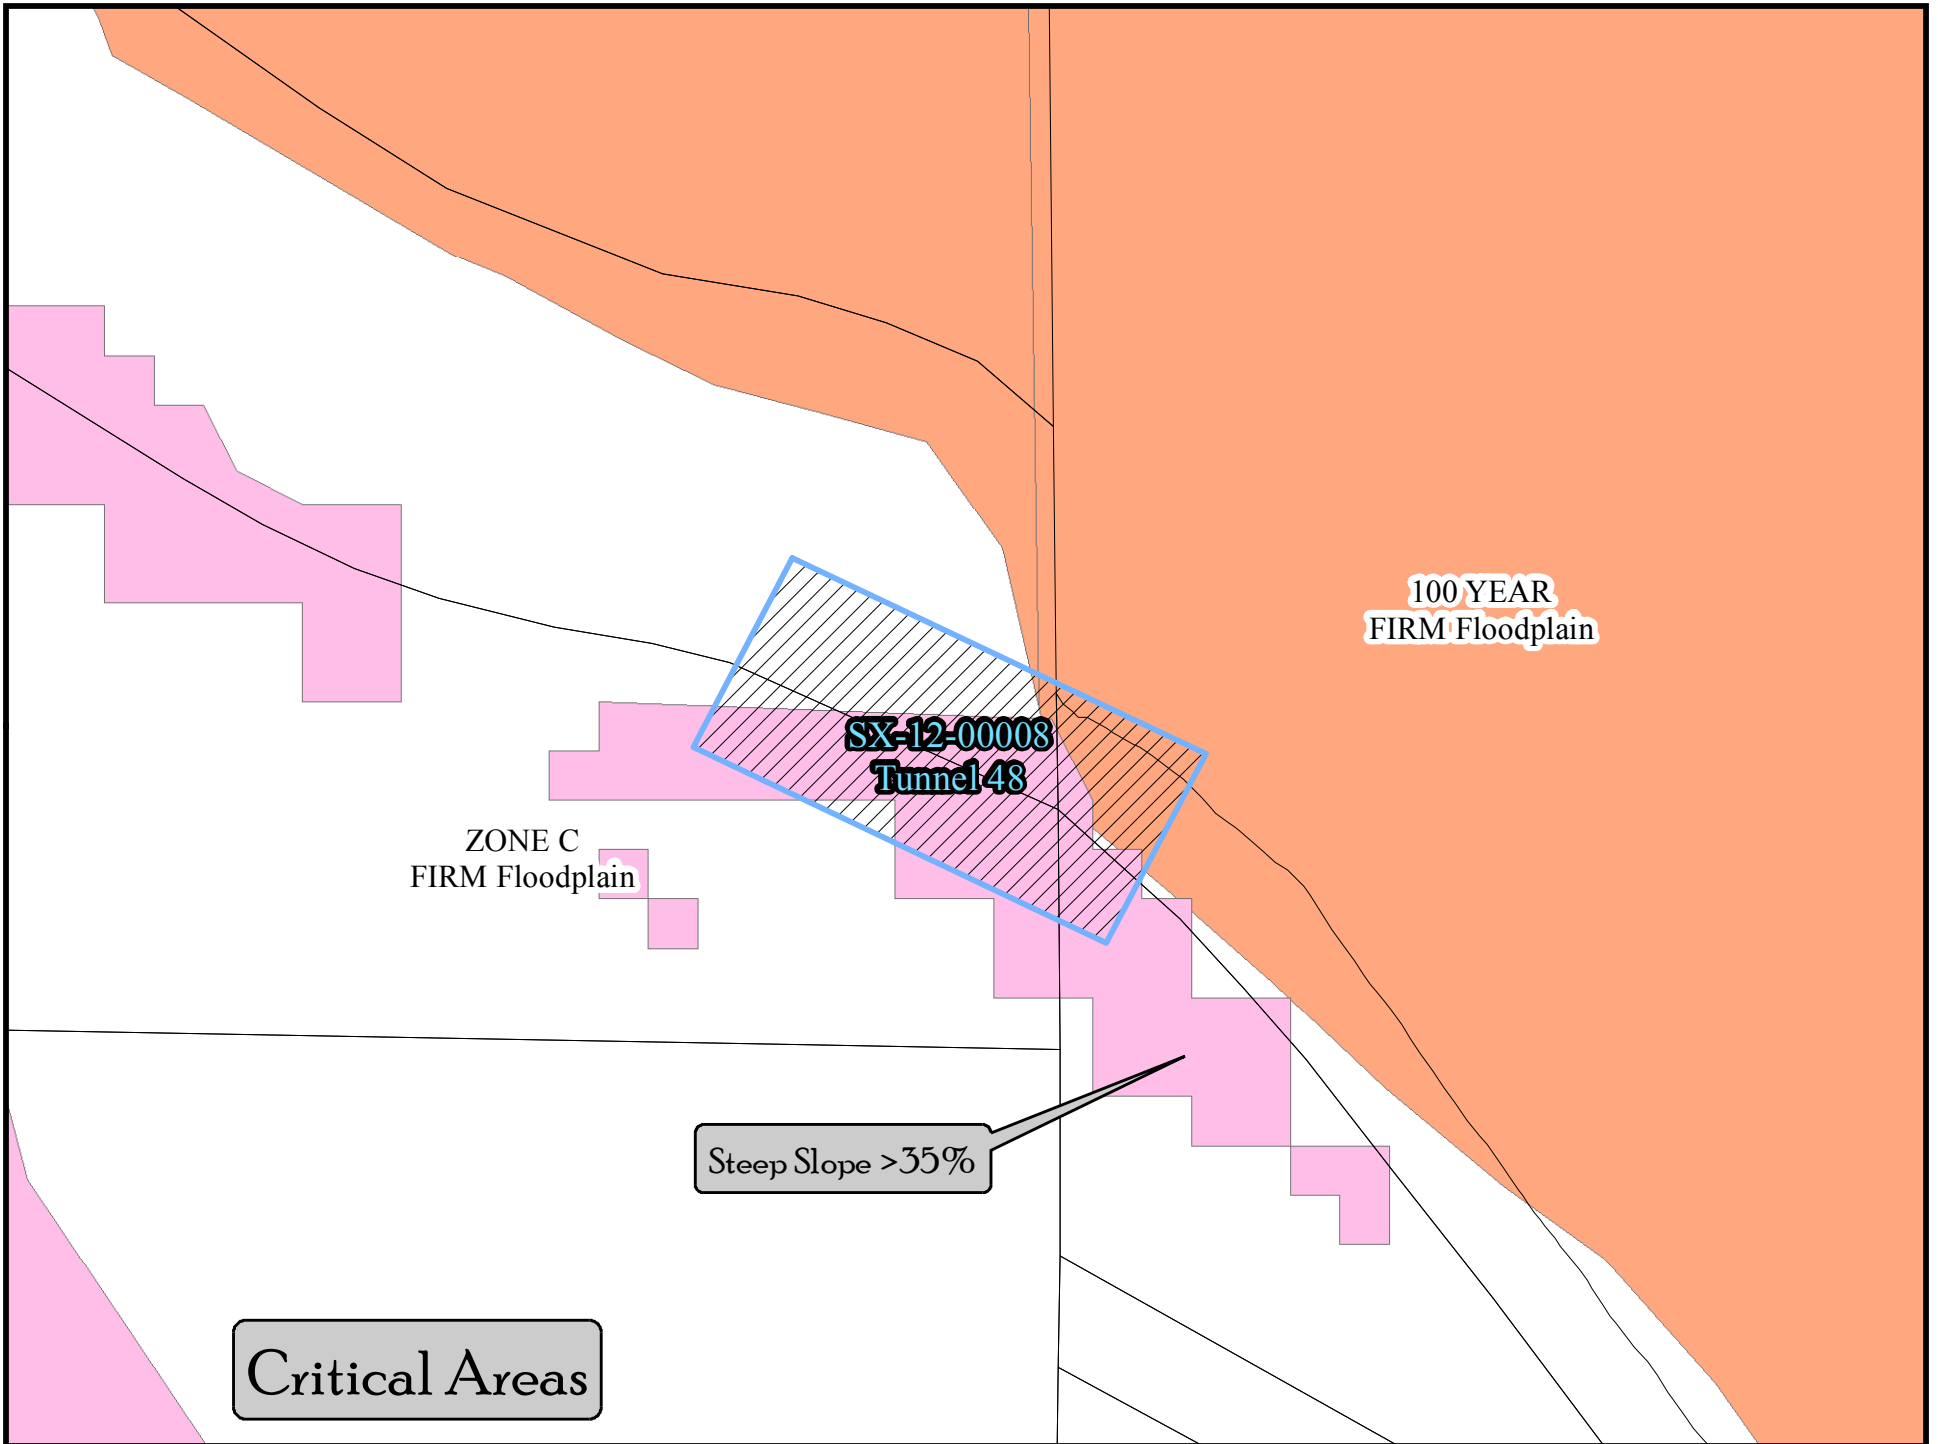 100 YEAR
FIRM Floodplain
SX-12-00008
Tunnel 48
ZONE C
FIRM Floodplain
Steep Slope >35%
Critical Areas